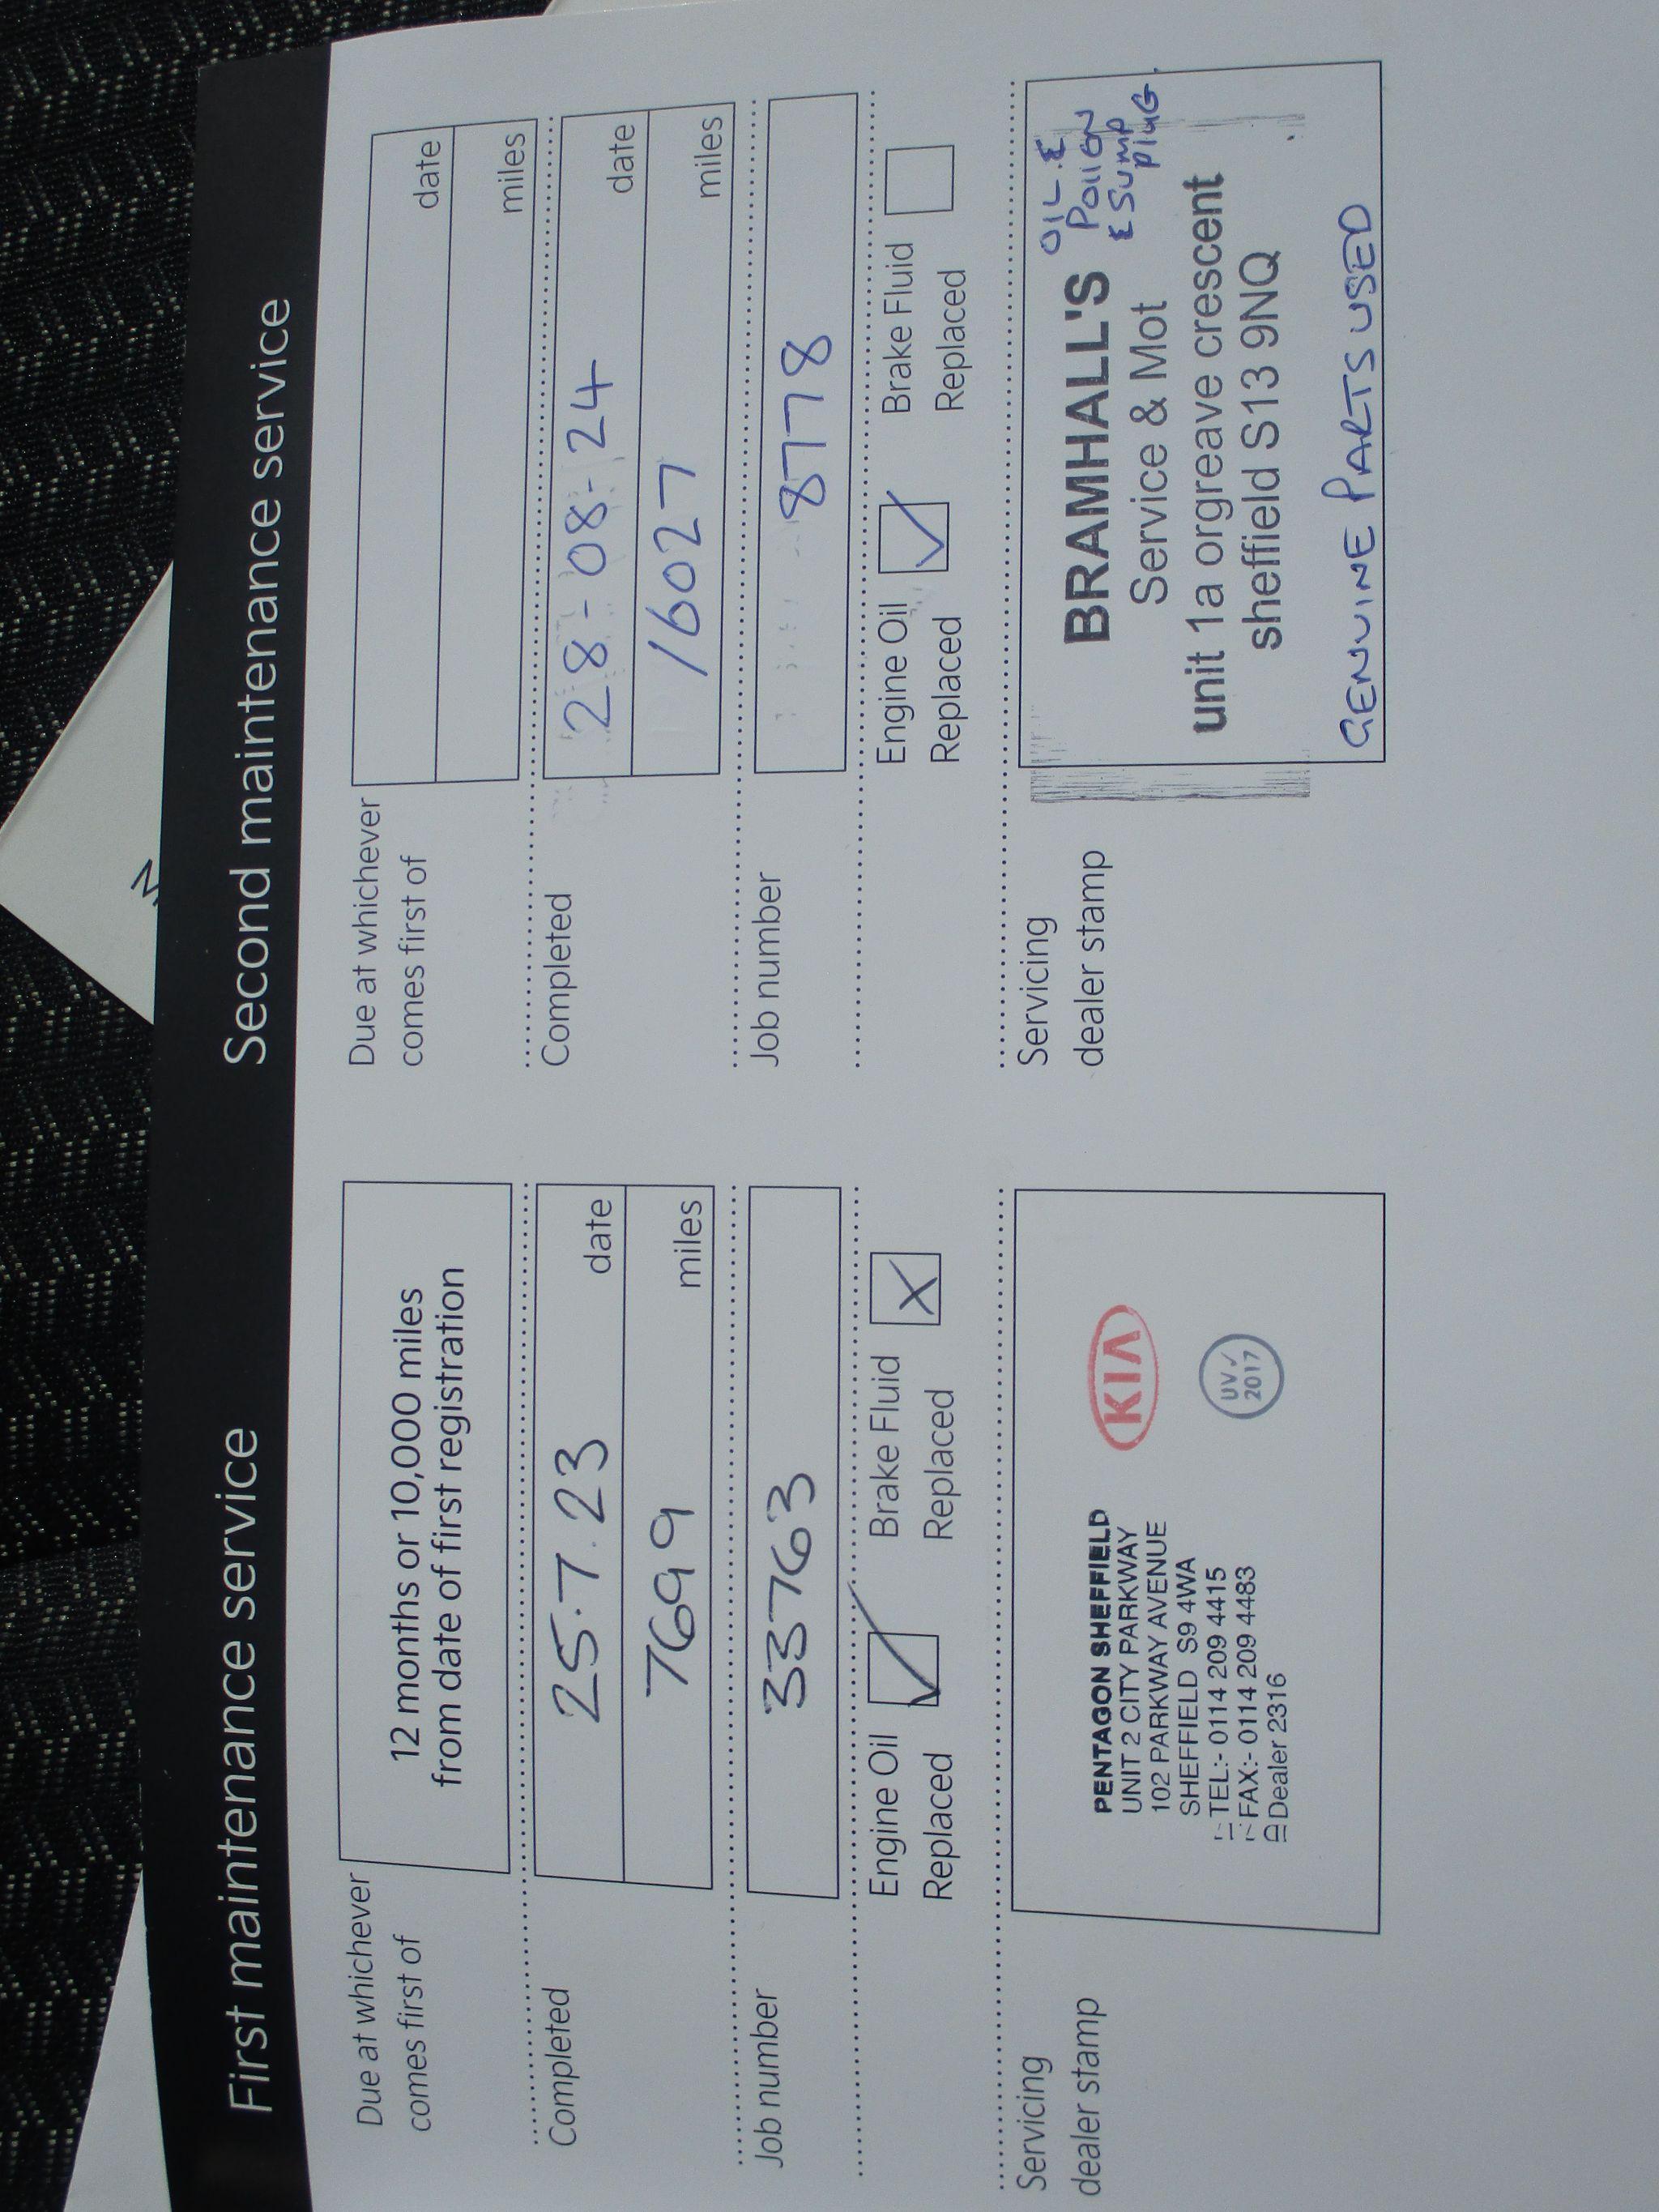 First maintenance service
Due at whichever
comes first of
12 months or 10,000 miles
from date of first registration
Completed
25.7.23 date
7699 miles
Job number
33763
Engine Oil
Replaced
Brake Fluid
Replaced
X
Servicing
dealer stamp
PENTAGON SHEFFIELD
UNIT 2 CITY PARKWAY
102 PARKWAY AVENUE
SHEFFIELD S9 4WA
TEL:- 0114 209 4415
FAX:- 0114 209 4483
Dealer 2316
KIA
UV✓
2017
Second maintenance service
Due at whichever
comes first of
date
miles
Completed
28-08-24 date
16027 miles
Job number
8778
Engine Oil
Replaced
Brake Fluid
Replaced
Servicing
dealer stamp
BRAMHALL'S
Service & Mot
unit 1a orgreave crescent
sheffield S13 9NQ
OIL &
POllEN
& SUMP
PlUG.
GENUINE PARTS USED